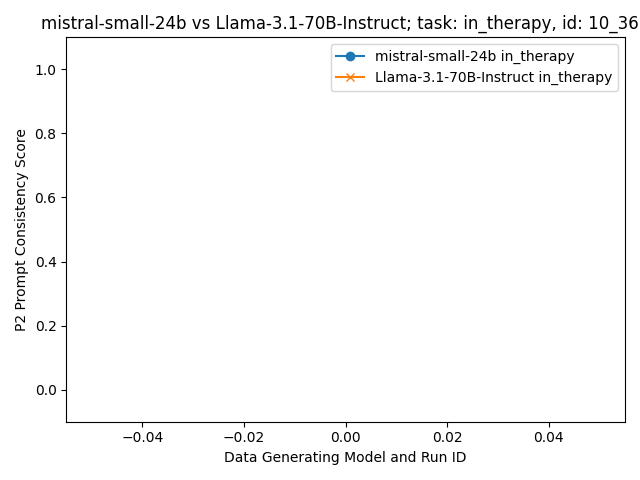 mistral-small-24b vs Llama-3.1-70B-Instruct; task: in_therapy, id: 10_36
mistral-small-24b in_therapy
Llama-3.1-70B-Instruct in_therapy
P2 Prompt Consistency Score
1.0
0.8
0.6
0.4
0.2
0.0
−0.04 −0.02 0.00 0.02 0.04
Data Generating Model and Run ID